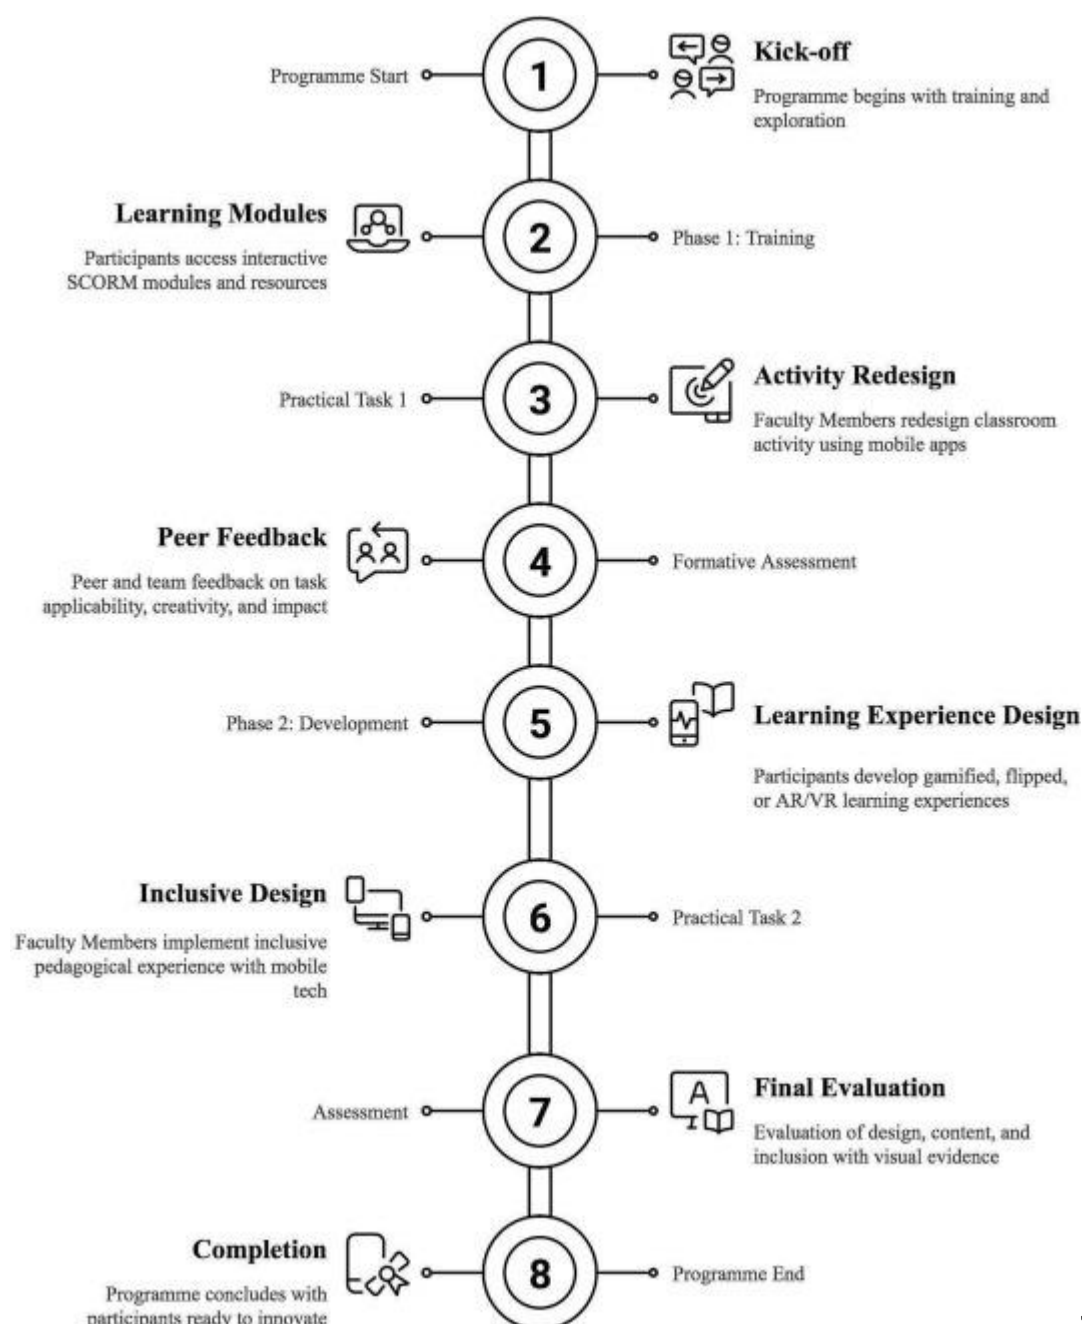 Programme Start
1
Kick-off
Programme begins with training and
exploration
Learning Modules
Participants access interactive
SCORM modules and resources
2
Phase 1: Training
Practical Task 1
3
Activity Redesign
Faculty Members redesign classroom
activity using mobile apps
Peer Feedback
Peer and team feedback on task
applicability, creativity, and impact
4
Formative Assessment
Phase 2: Development
5
Learning Experience Design
Participants develop gamified, flipped,
or AR/VR learning experiences
Inclusive Design
Faculty Members implement inclusive
pedagogical experience with mobile
tech
6
Practical Task 2
Assessment
7
A
Final Evaluation
Evaluation of design, content, and
inclusion with visual evidence
Completion
Programme concludes with
participants ready to innovate
8
Programme End